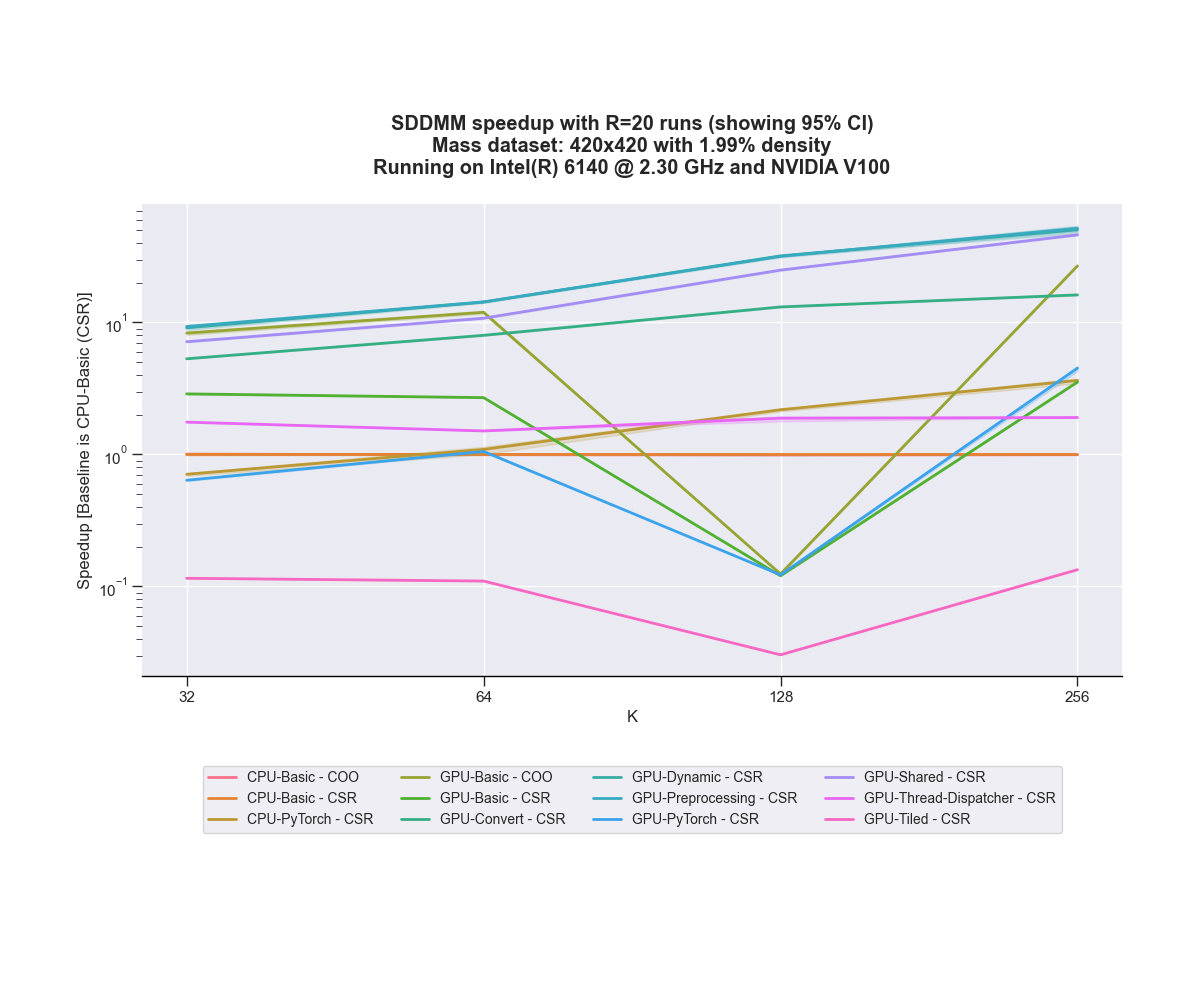 SDDMM speedup with R=20 runs (showing 95% CI)
Mass dataset: 420x420 with 1.99% density
Running on Intel(R) 6140 @ 2.30 GHz and NVIDIA V100
Speedup [Baseline is CPU-Basic (CSR)]
10^1
10^0
10^-1
32 64 128 256
K
CPU-Basic - COO GPU-Basic - COO GPU-Dynamic - CSR GPU-Shared - CSR
CPU-Basic - CSR GPU-Basic - CSR GPU-Preprocessing - CSR GPU-Thread-Dispatcher - CSR
CPU-PyTorch - CSR GPU-Convert - CSR GPU-PyTorch - CSR GPU-Tiled - CSR